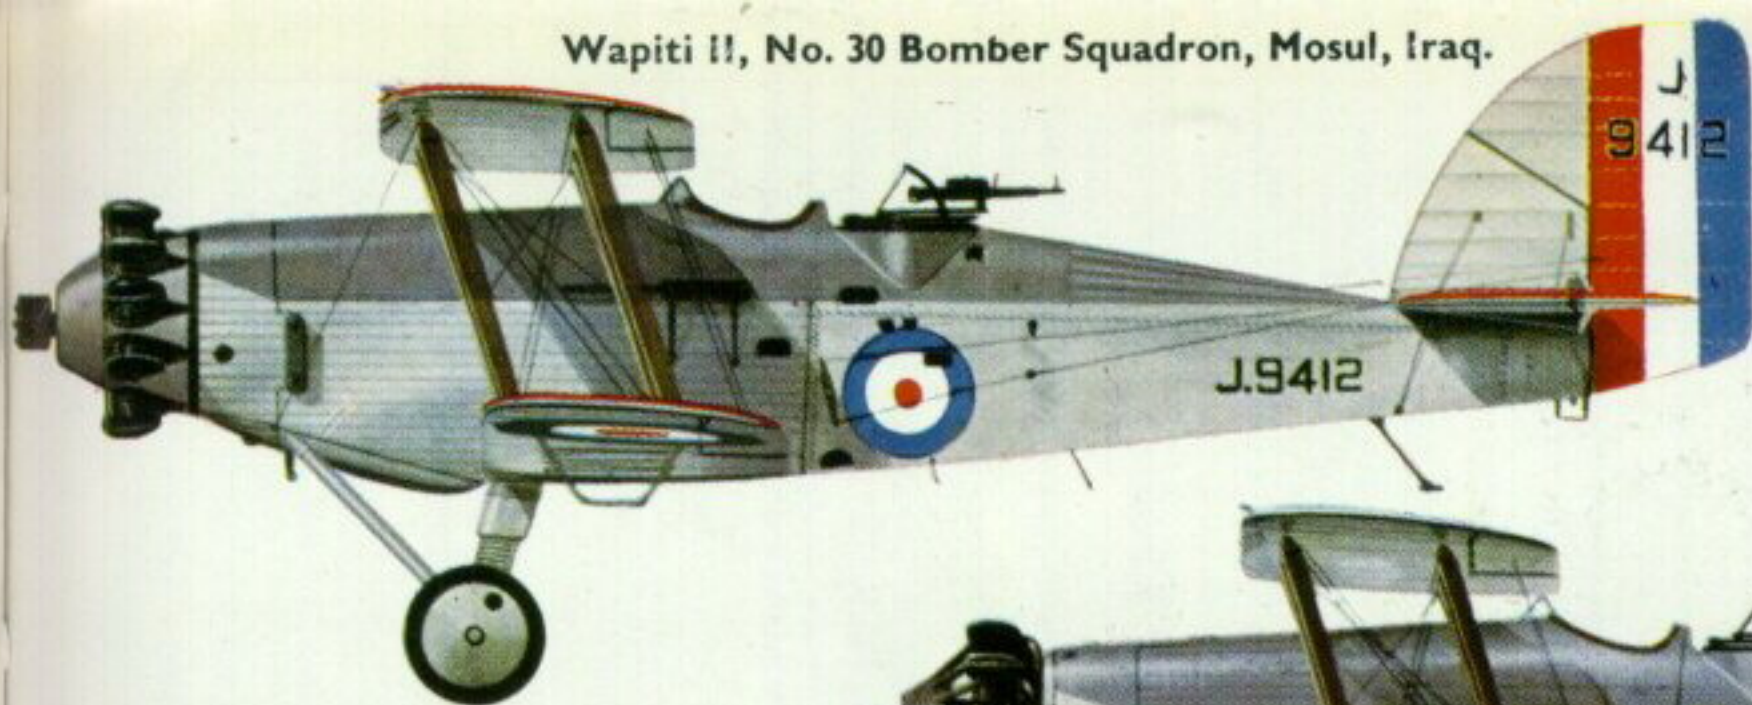 Wapiti II, No. 30 Bomber Squadron, Mosul, Iraq.
J
9412
J.9412